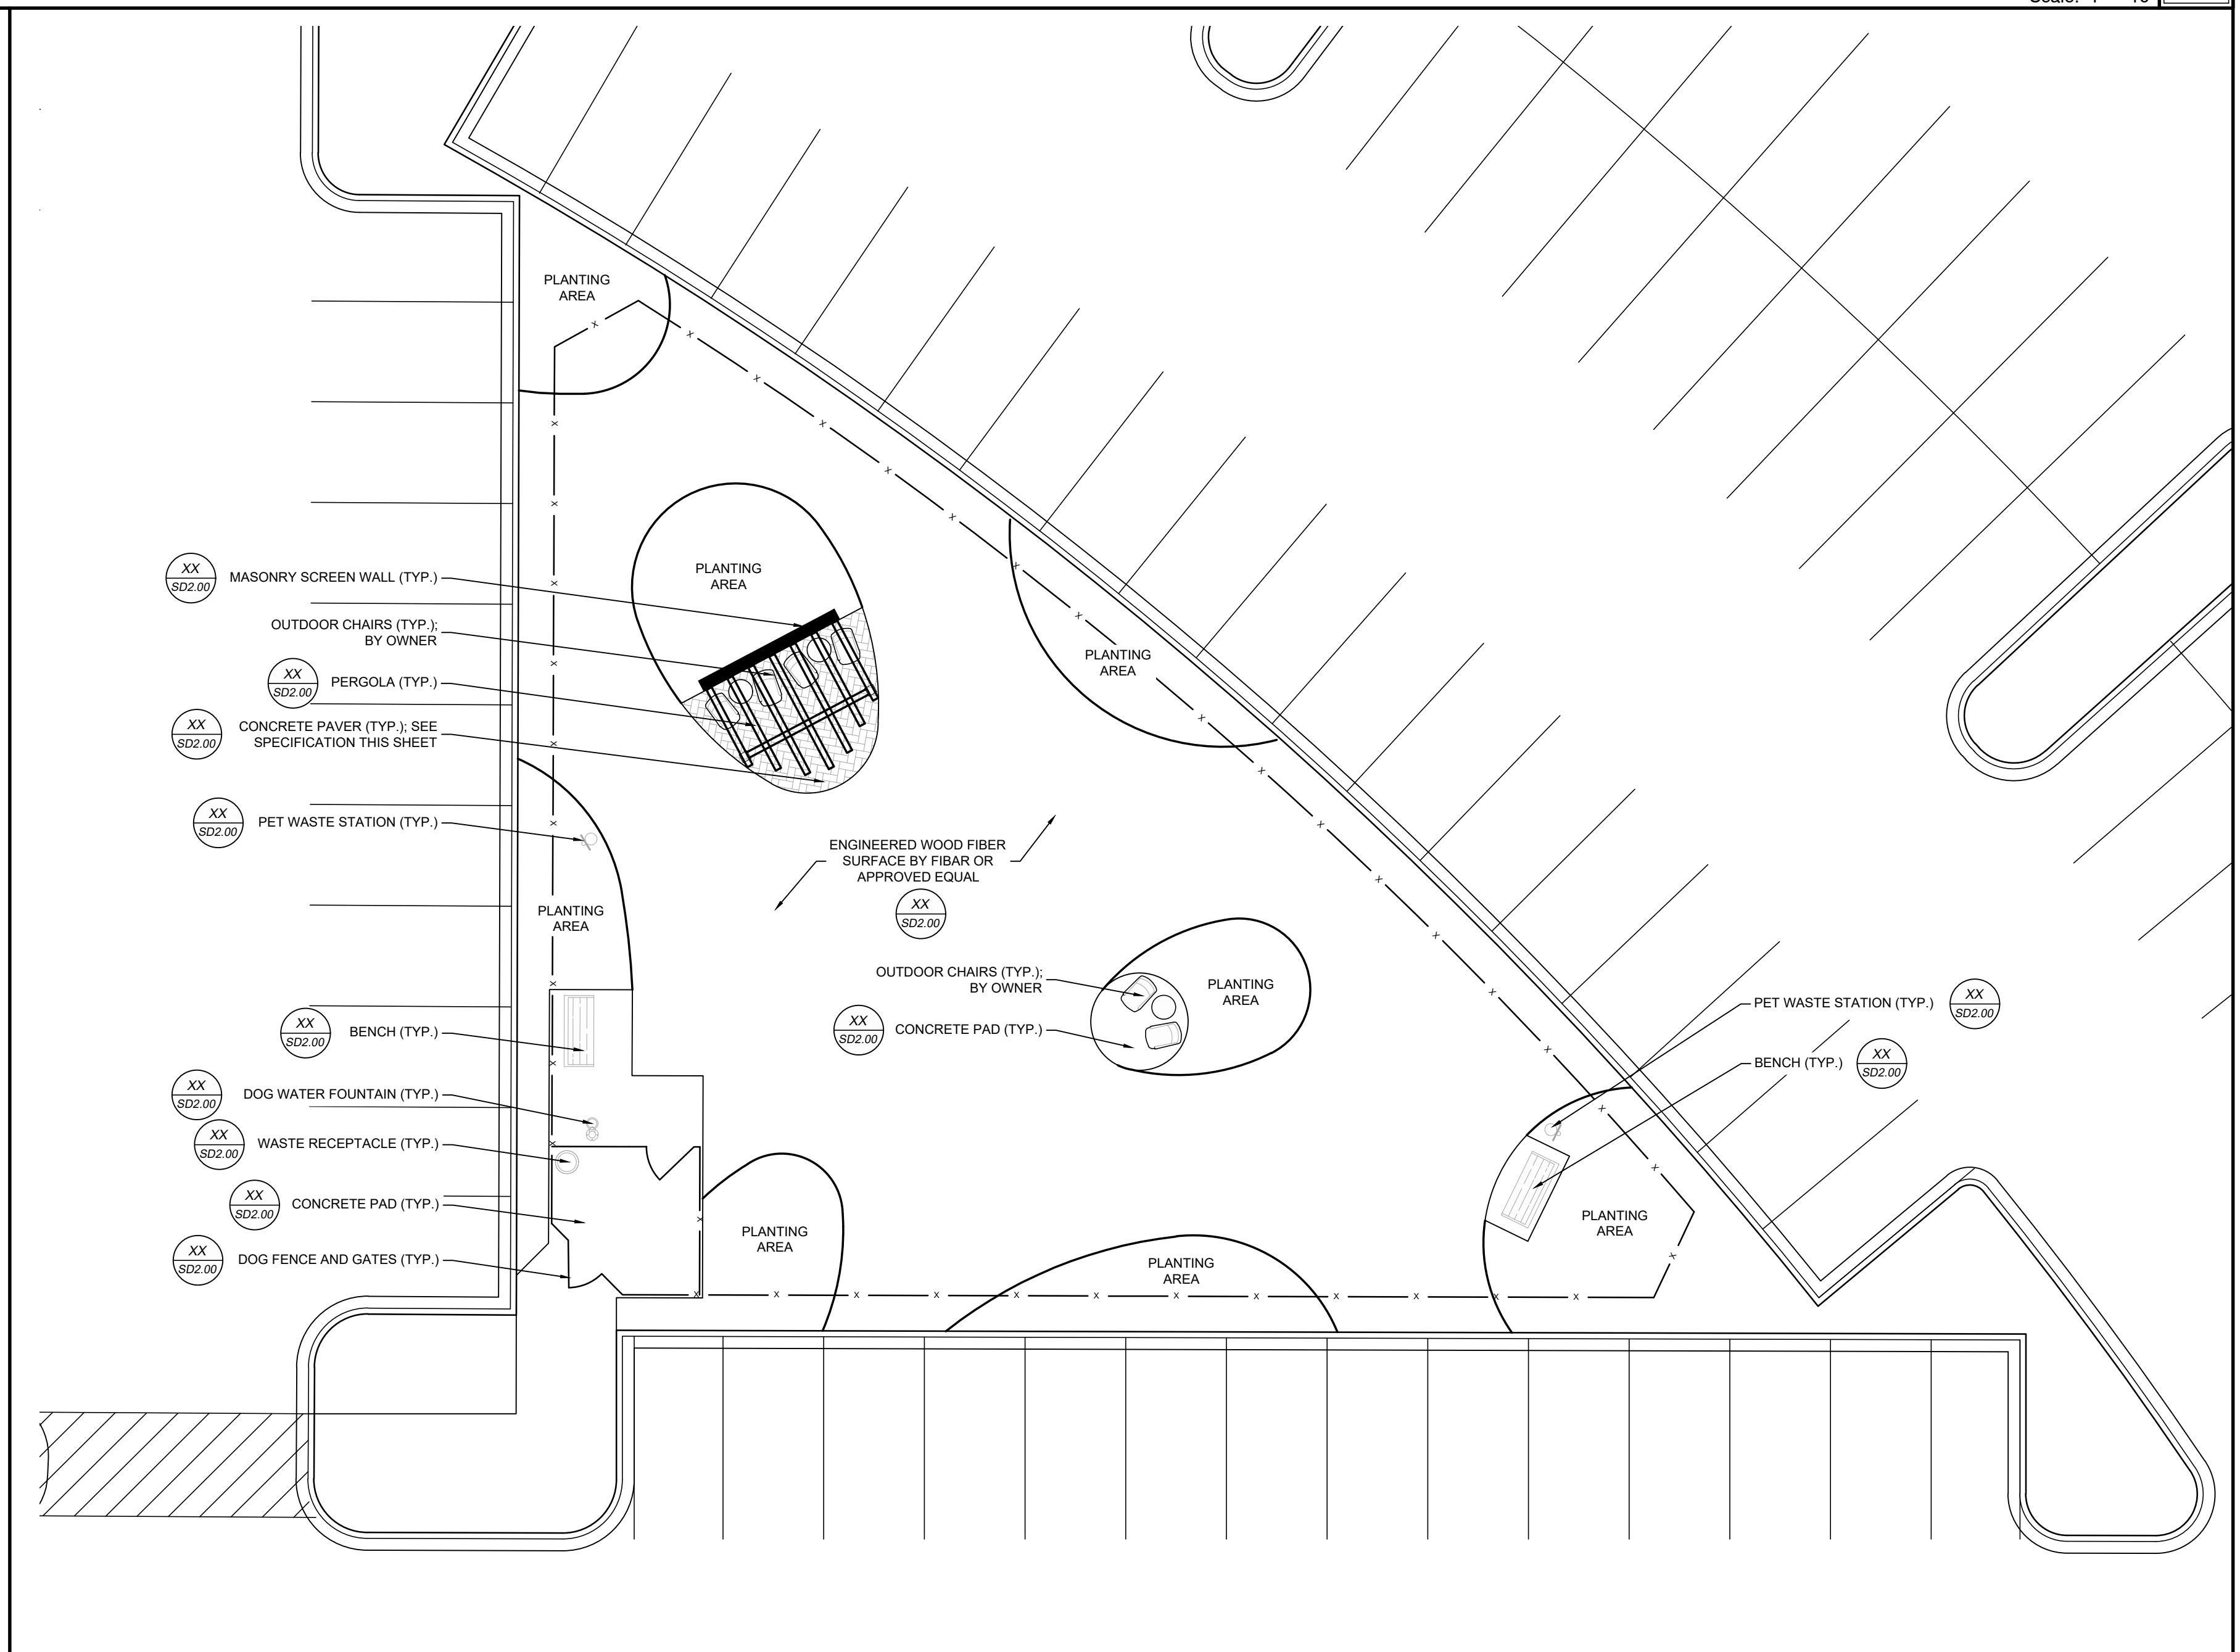 PLANTING
AREA
PLANTING
AREA
XX
SD2.00
MASONRY SCREEN WALL (TYP.)
OUTDOOR CHAIRS (TYP.);
BY OWNER
XX
SD2.00
PERGOLA (TYP.)
XX
SD2.00
CONCRETE PAVER (TYP.); SEE
SPECIFICATION THIS SHEET
PLANTING
AREA
XX
SD2.00
PET WASTE STATION (TYP.)
ENGINEERED WOOD FIBER
SURFACE BY FIBAR OR
APPROVED EQUAL
XX
SD2.00
PLANTING
AREA
OUTDOOR CHAIRS (TYP.);
BY OWNER
XX
SD2.00
CONCRETE PAD (TYP.)
PLANTING
AREA
PET WASTE STATION (TYP.)
XX
SD2.00
BENCH (TYP.)
XX
SD2.00
XX
SD2.00
BENCH (TYP.)
XX
SD2.00
DOG WATER FOUNTAIN (TYP.)
XX
SD2.00
WASTE RECEPTACLE (TYP.)
XX
SD2.00
CONCRETE PAD (TYP.)
XX
SD2.00
DOG FENCE AND GATES (TYP.)
PLANTING
AREA
PLANTING
AREA
PLANTING
AREA